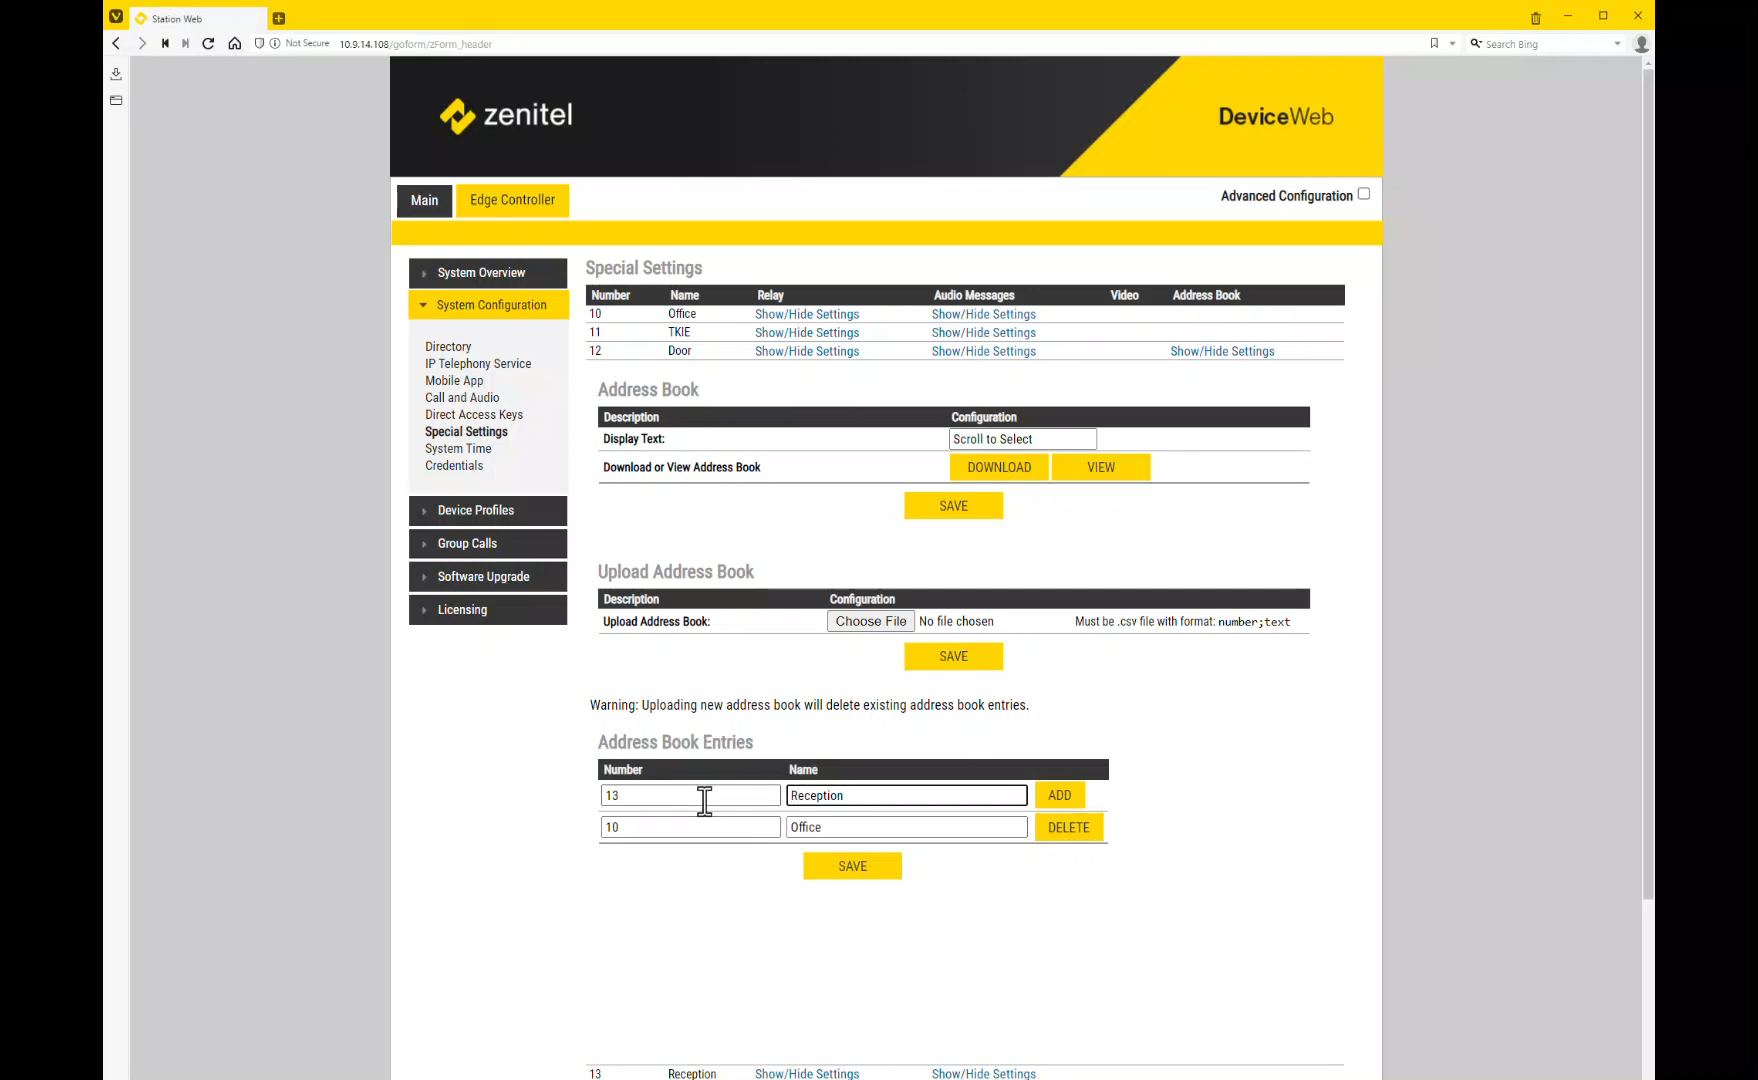 Station Web
Not Secure 10.9.14.108/goform/zForm_header
Search Bing
zenitel
DeviceWeb
Main
Edge Controller
Advanced Configuration
System Overview
System Configuration
Directory
IP Telephony Service
Mobile App
Call and Audio
Direct Access Keys
Special Settings
System Time
Credentials
Device Profiles
Group Calls
Software Upgrade
Licensing
Special Settings
Number Name Relay Audio Messages Video Address Book
10 Office Show/Hide Settings Show/Hide Settings
11 TKIE Show/Hide Settings Show/Hide Settings
12 Door Show/Hide Settings Show/Hide Settings Show/Hide Settings
Address Book
Description Configuration
Display Text: Scroll to Select
Download or View Address Book DOWNLOAD VIEW
SAVE
Upload Address Book
Description Configuration
Upload Address Book: Choose File No file chosen Must be .csv file with format: number;text
SAVE
Warning: Uploading new address book will delete existing address book entries.
Address Book Entries
Number Name
13 Reception ADD
10 Office DELETE
SAVE
13 Reception Show/Hide Settings Show/Hide Settings